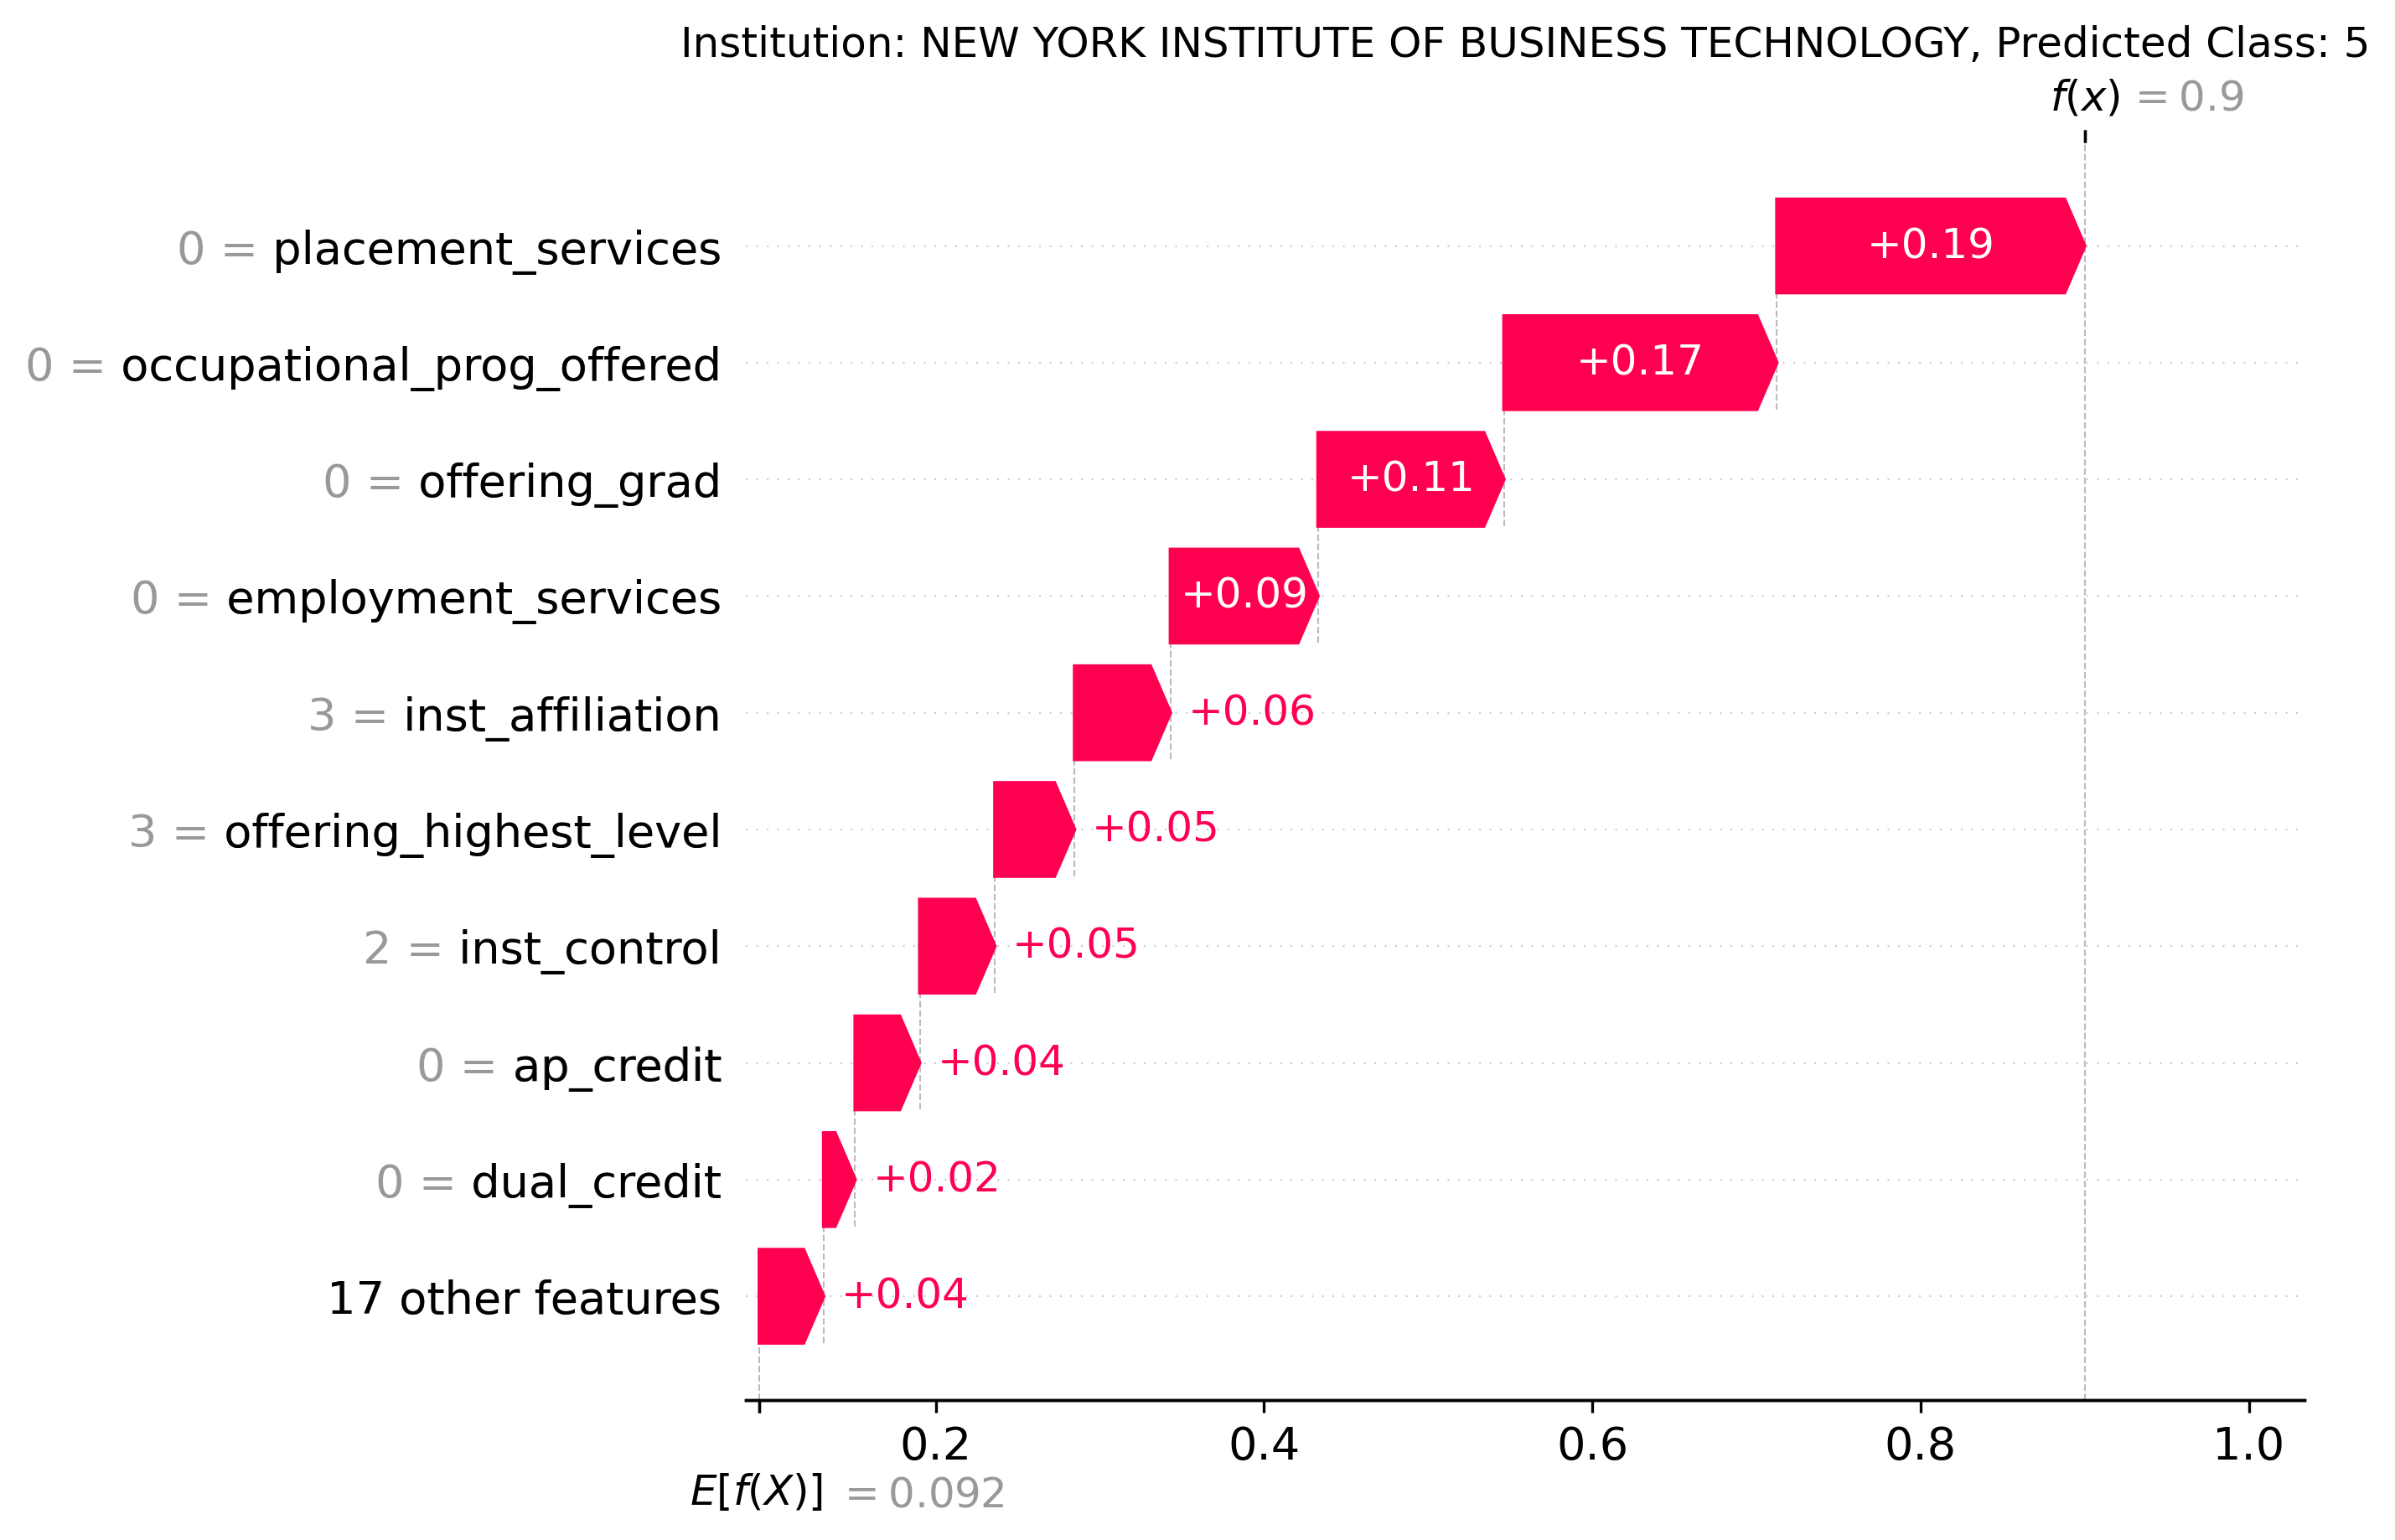 Institution: NEW YORK INSTITUTE OF BUSINESS TECHNOLOGY, Predicted Class: 5
f(x) = 0.9
0 = placement_services +0.19
0 = occupational_prog_offered +0.17
0 = offering_grad +0.11
0 = employment_services +0.09
3 = inst_affiliation +0.06
3 = offering_highest_level +0.05
2 = inst_control +0.05
0 = ap_credit +0.04
0 = dual_credit +0.02
17 other features +0.04
0.2 0.4 0.6 0.8 1.0
E[f(X)] = 0.092